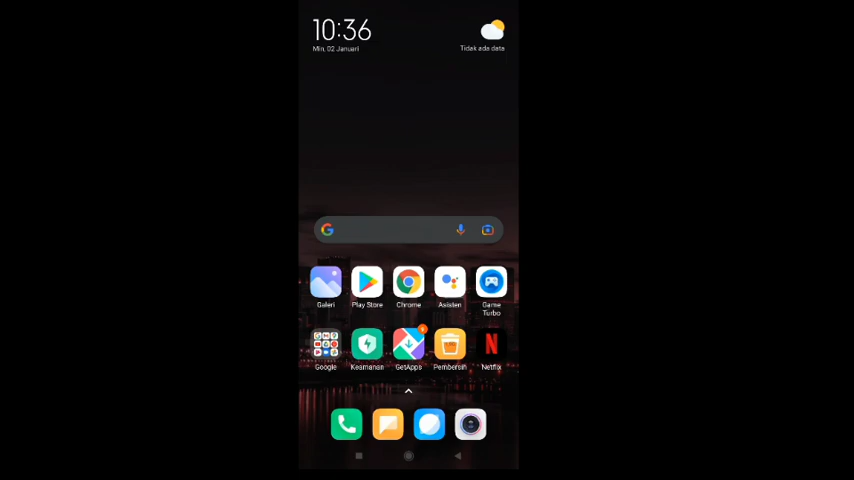 10:36
Min, 02 Januari
Tidak ada data
Galeri
Play Store
Chrome
Asisten
Game Turbo
Google
Keamanan
GetApps
Pembersih
Netflix